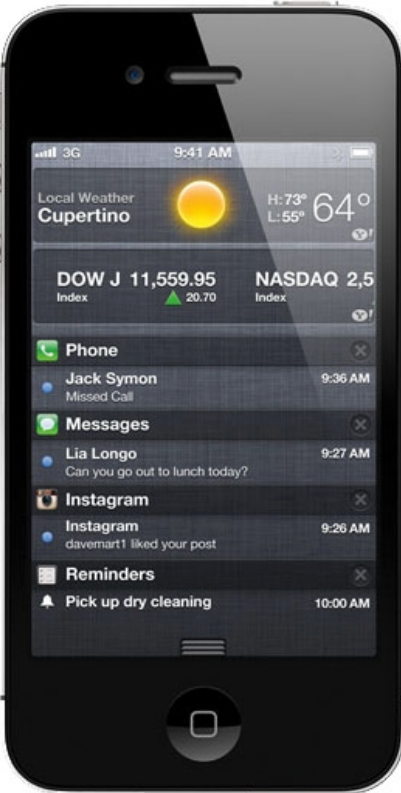 3G 9:41 AM
Local Weather
Cupertino
H: 73° 64°
L: 55°
Y!
DOW J 11,559.95 NASDAQ 2,5
Index 20.70 Index
Y!
Phone
Jack Symon 9:36 AM
Missed Call
Messages
Lia Longo 9:27 AM
Can you go out to lunch today?
Instagram
Instagram 9:26 AM
davemart1 liked your post
Reminders
Pick up dry cleaning 10:00 AM